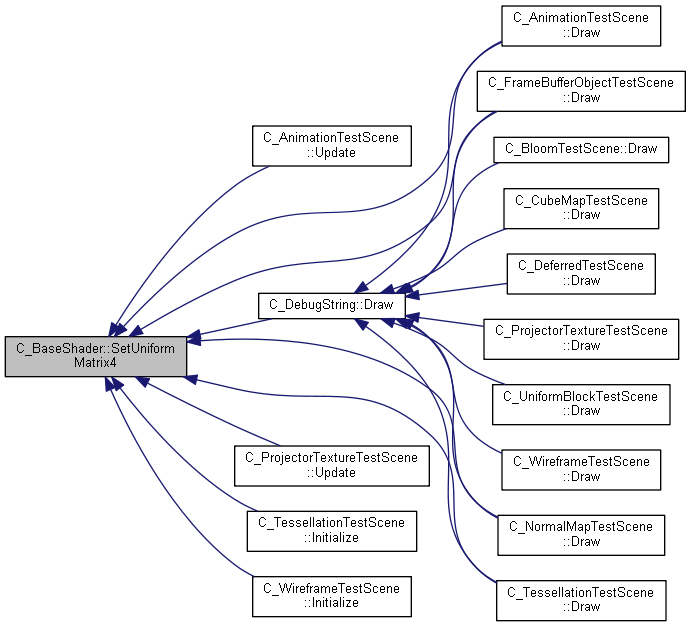 C_AnimationTestScene
::Draw
C_FrameBufferObjectTestScene
::Draw
C_AnimationTestScene
::Update
C_BloomTestScene::Draw
C_CubeMapTestScene
::Draw
C_DeferredTestScene
::Draw
C_DebugString::Draw
C_ProjectorTextureTestScene
::Draw
C_BaseShader::SetUniform
Matrix4
C_UniformBlockTestScene
::Draw
C_ProjectorTextureTestScene
::Update
C_WireframeTestScene
::Draw
C_TessellationTestScene
::Initialize
C_NormalMapTestScene
::Draw
C_WireframeTestScene
::Initialize
C_TessellationTestScene
::Draw